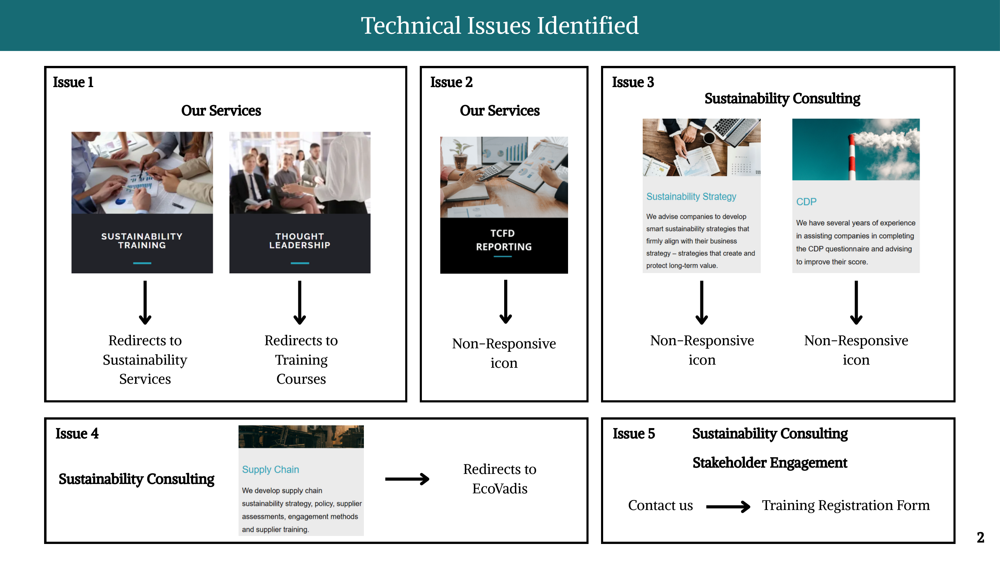 Technical Issues Identified
Issue 1
Our Services
SUSTAINABILITY
TRAINING
THOUGHT
LEADERSHIP
Redirects to
Sustainability
Services
Redirects to
Training
Courses
Issue 2
Our Services
TCFD
REPORTING
Non-Responsive
icon
Issue 3
Sustainability Consulting
Sustainability Strategy
We advise companies to develop
smart sustainability strategies that
firmly align with their business
strategy – strategies that create and
protect long-term value.
CDP
We have several years of experience
in assisting companies in completing
the CDP questionnaire and advising
to improve their score.
Non-Responsive
icon
Non-Responsive
icon
Issue 4
Sustainability Consulting
Supply Chain
We develop supply chain
sustainability strategy, policy, supplier
assessments, engagement methods
and supplier training.
Redirects to
EcoVadis
Issue 5
Sustainability Consulting
Stakeholder Engagement
Contact us
Training Registration Form
2